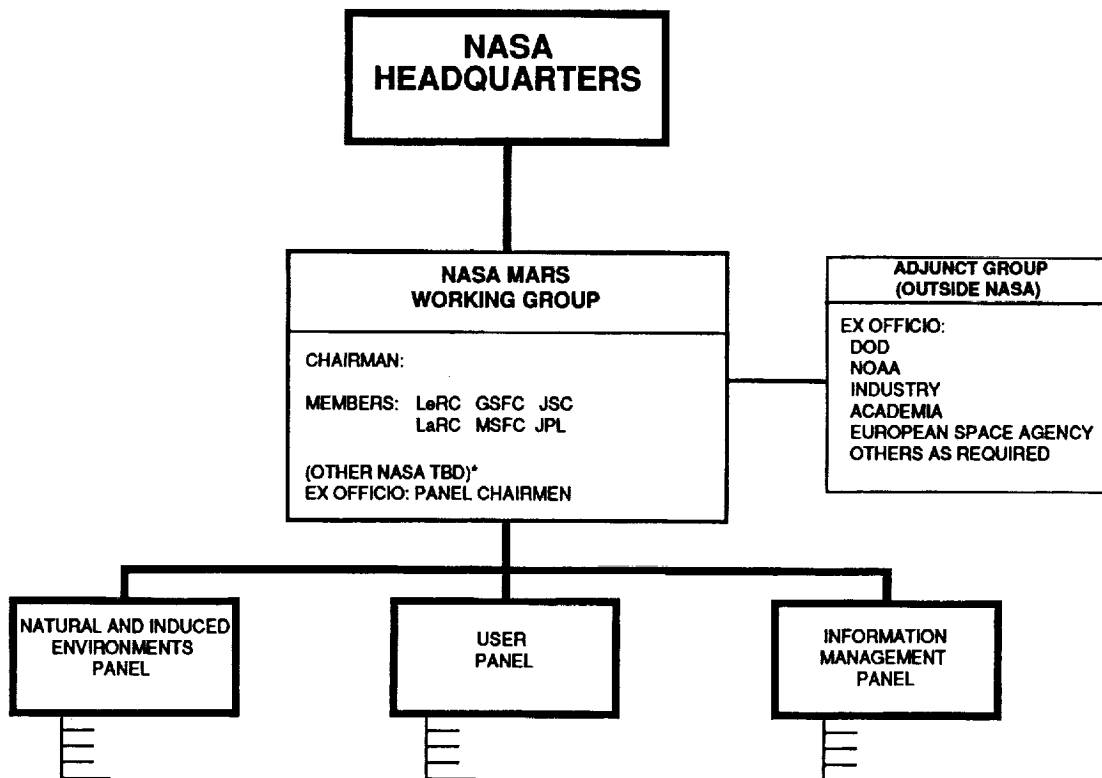 NASA
HEADQUARTERS
NASA MARS
WORKING GROUP
CHAIRMAN:
MEMBERS: LeRC GSFC JSC
LaRC MSFC JPL
(OTHER NASA TBD)*
EX OFFICIO: PANEL CHAIRMEN
ADJUNCT GROUP
(OUTSIDE NASA)
EX OFFICIO:
DOD
NOAA
INDUSTRY
ACADEMIA
EUROPEAN SPACE AGENCY
OTHERS AS REQUIRED
NATURAL AND INDUCED
ENVIRONMENTS
PANEL
USER
PANEL
INFORMATION
MANAGEMENT
PANEL